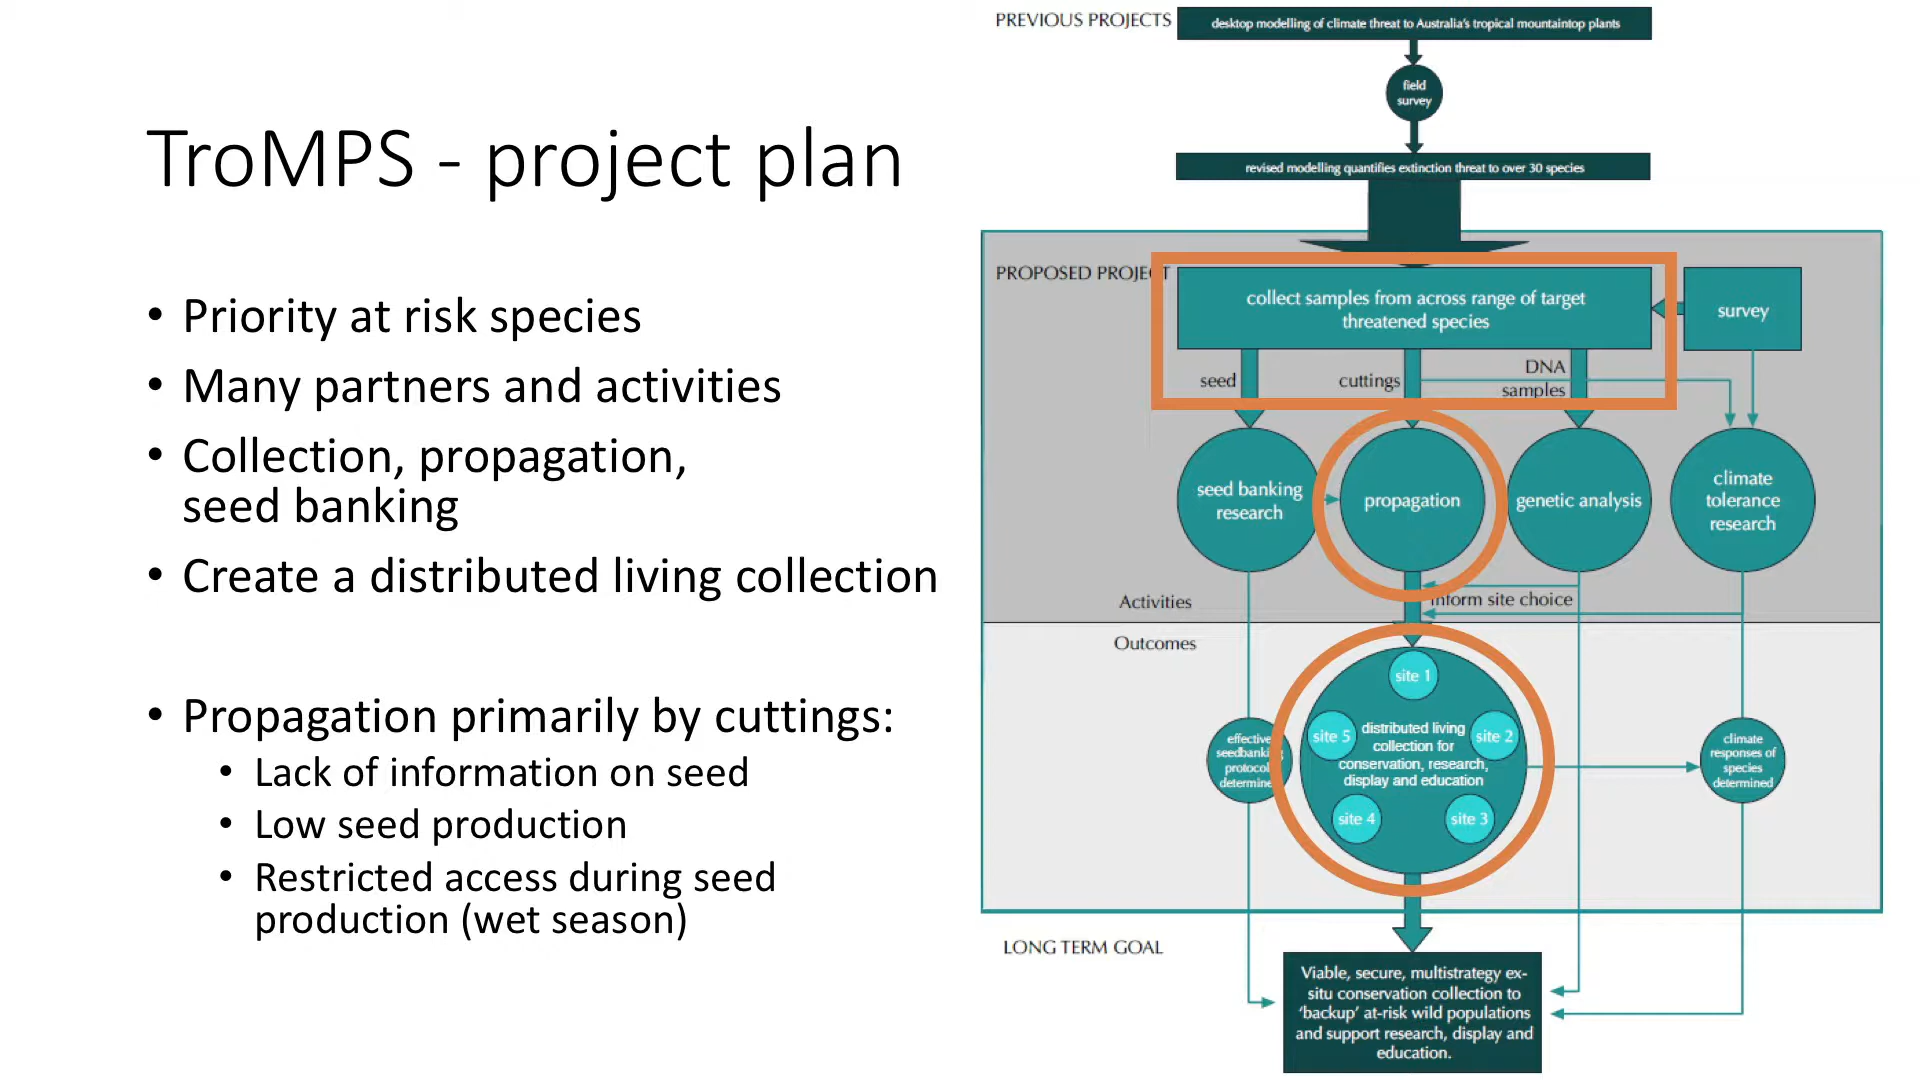 TroMPS - project plan
• Priority at risk species
• Many partners and activities
• Collection, propagation,
seed banking
• Create a distributed living collection
• Propagation primarily by cuttings:
• Lack of information on seed
• Low seed production
• Restricted access during seed
production (wet season)
PREVIOUS PROJECTS
desktop modelling of climate threat to Australia's tropical mountaintop plants
field
survey
revised modelling quantifies extinction threat to over 30 species
PROPOSED PROJECT
collect samples from across range of target
threatened species
survey
seed
cuttings
DNA
samples
seed banking
research
propagation
genetic analysis
climate
tolerance
research
Activities
inform site choice
Outcomes
site 1
site 5
site 2
distributed living
collection for
conservation, research,
display and education
site 4
site 3
effective
seedbanking
protocol
determined
climate
responses of
species
determined
LONG TERM GOAL
Viable, secure, multistrategy ex-
situ conservation collection to
'backup' at-risk wild populations
and support research, display and
education.